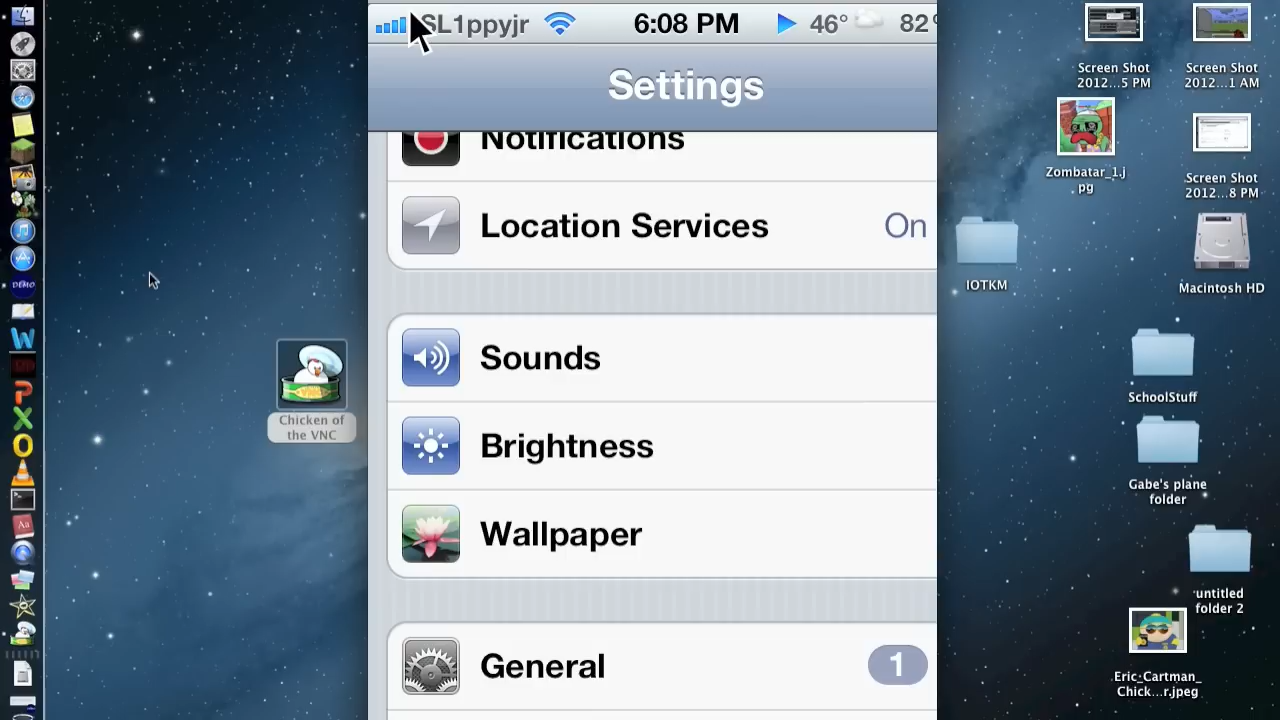 SL1ppyjr 6:08 PM 46° 82°
Settings
Notifications
Location Services On
Sounds
Brightness
Wallpaper
General 1
DEMO
Chicken of
the VNC
Screen Shot
2012...5 PM
Screen Shot
2012...1 AM
Zombatar_1.j
pg
Screen Shot
2012...8 PM
IOTKM
Macintosh HD
SchoolStuff
Gabe's plane
folder
untitled
folder 2
Eric_Cartman_
Chick...r.jpeg